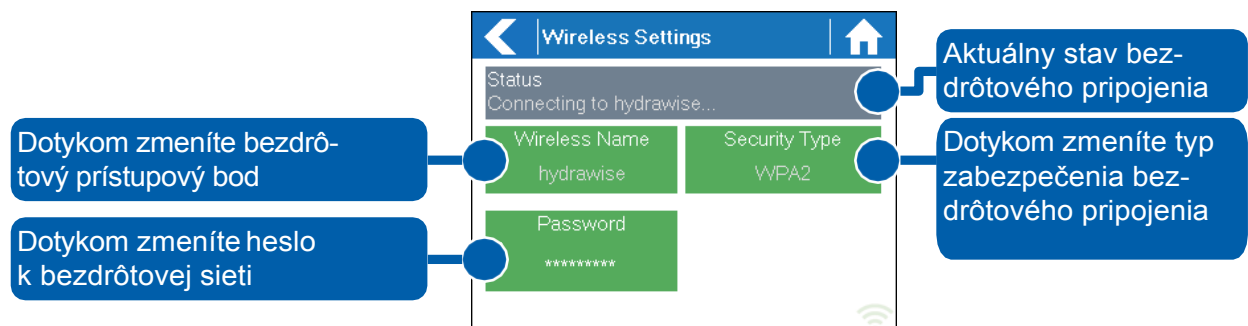 Wireless Settings
Status
Connecting to hydrawise...
Aktuálny stav bez-
drôtového pripojenia
Dotykom zmeníte bezdrô-
tový prístupový bod
Wireless Name
hydrawise
Security Type
WPA2
Dotykom zmeníte typ
zabezpečenia bez-
drôtového pripojenia
Dotykom zmeníte heslo
k bezdrôtovej sieti
Password
*********